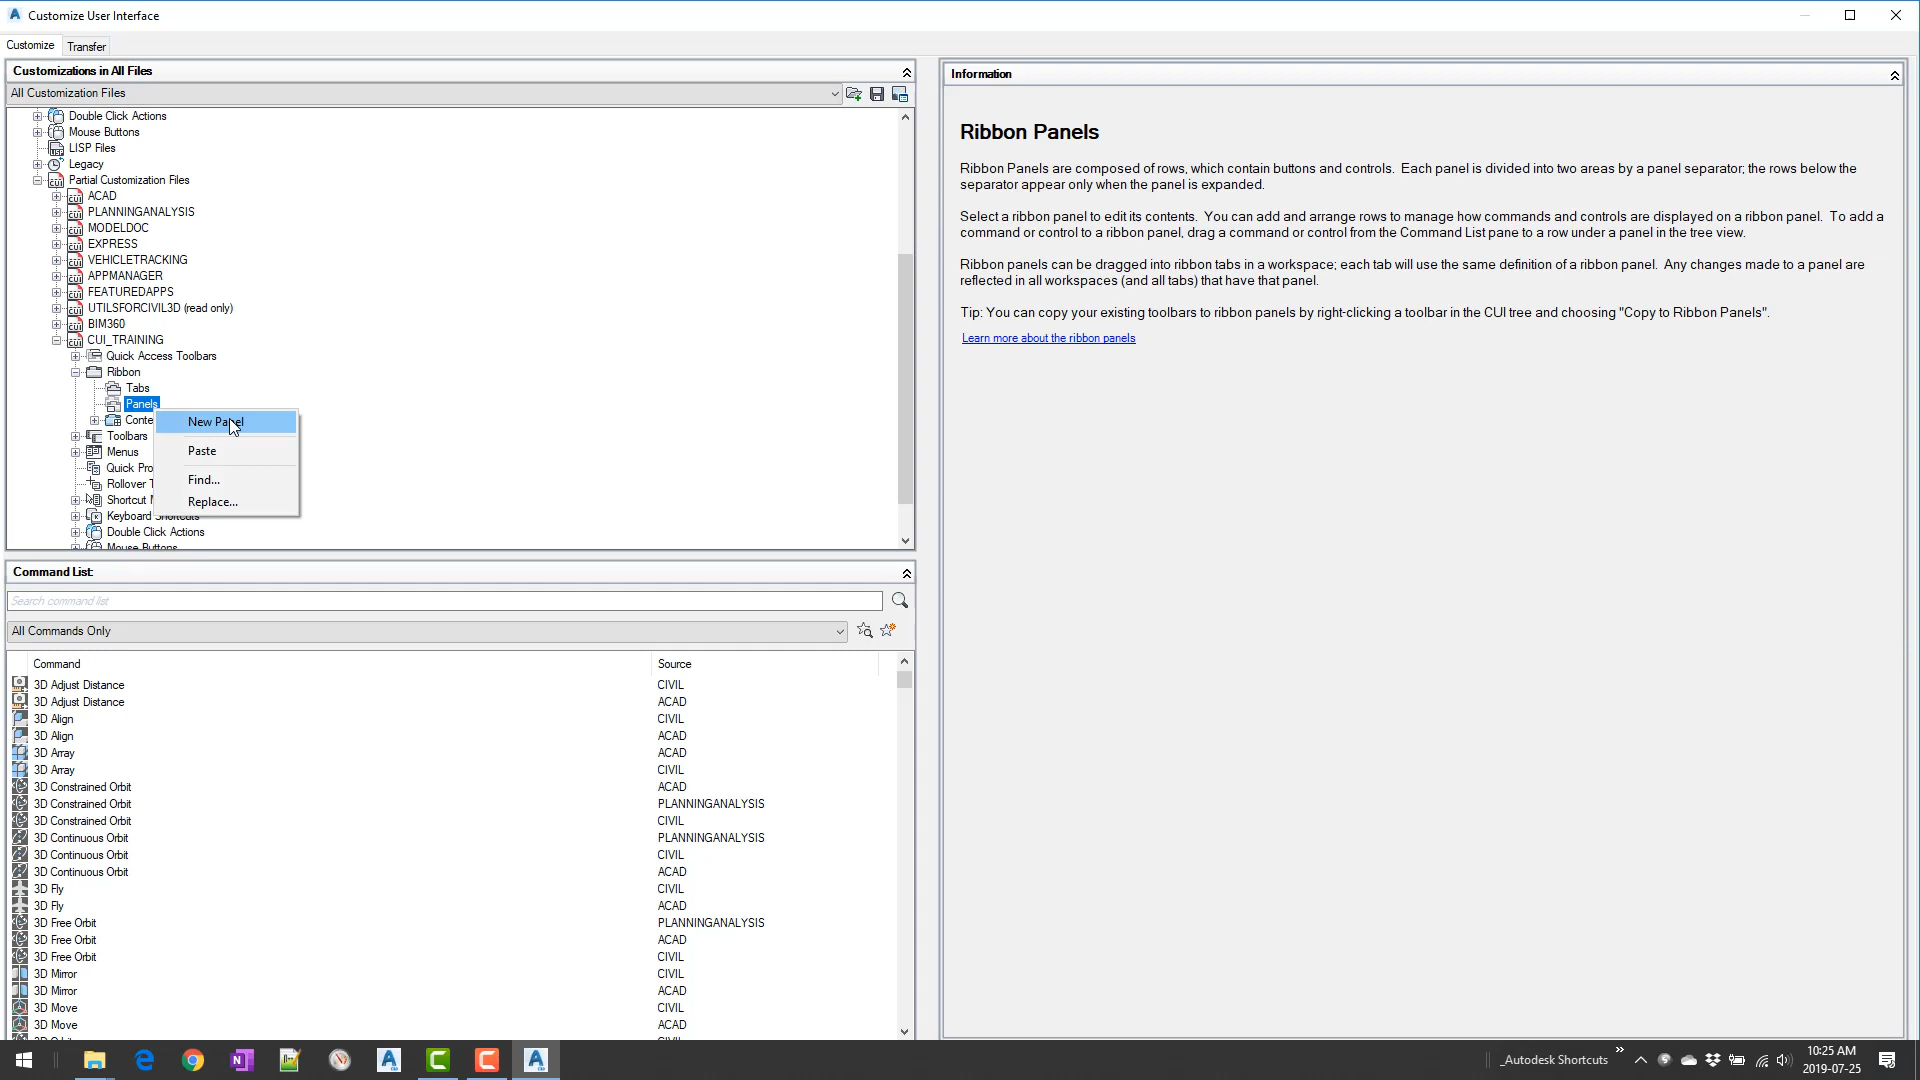 Customize User Interface
Customize
Transfer
Customizations in All Files
All Customization Files
Double Click Actions
Mouse Buttons
LISP Files
Legacy
Partial Customization Files
ACAD
PLANNINGANALYSIS
MODELDOC
EXPRESS
VEHICLETRACKING
APPMANAGER
FEATUREDAPPS
UTILSFORCIVIL3D (read only)
BIM360
CUI_TRAINING
Quick Access Toolbars
Ribbon
Tabs
Panels
Conte
Toolbars
Menus
Quick Pro
Rollover T
Shortcut M
Keyboard Shortcuts
Double Click Actions
Mouse Buttons
New Panel
Paste
Find...
Replace...
Command List:
Search command list
All Commands Only
Command Source
3D Adjust Distance CIVIL
3D Adjust Distance ACAD
3D Align CIVIL
3D Align ACAD
3D Array ACAD
3D Array CIVIL
3D Constrained Orbit ACAD
3D Constrained Orbit PLANNINGANALYSIS
3D Constrained Orbit CIVIL
3D Continuous Orbit PLANNINGANALYSIS
3D Continuous Orbit CIVIL
3D Continuous Orbit ACAD
3D Fly CIVIL
3D Fly ACAD
3D Free Orbit PLANNINGANALYSIS
3D Free Orbit ACAD
3D Free Orbit CIVIL
3D Mirror CIVIL
3D Mirror ACAD
3D Move CIVIL
3D Move ACAD
Information
Ribbon Panels
Ribbon Panels are composed of rows, which contain buttons and controls. Each panel is divided into two areas by a panel separator; the rows below the
separator appear only when the panel is expanded.
Select a ribbon panel to edit its contents. You can add and arrange rows to manage how commands and controls are displayed on a ribbon panel. To add a
command or control to a ribbon panel, drag a command or control from the Command List pane to a row under a panel in the tree view.
Ribbon panels can be dragged into ribbon tabs in a workspace; each tab will use the same definition of a ribbon panel. Any changes made to a panel are
reflected in all workspaces (and all tabs) that have that panel.
Tip: You can copy your existing toolbars to ribbon panels by right-clicking a toolbar in the CUI tree and choosing "Copy to Ribbon Panels".
Learn more about the ribbon panels
_Autodesk Shortcuts
10:25 AM
2019-07-25